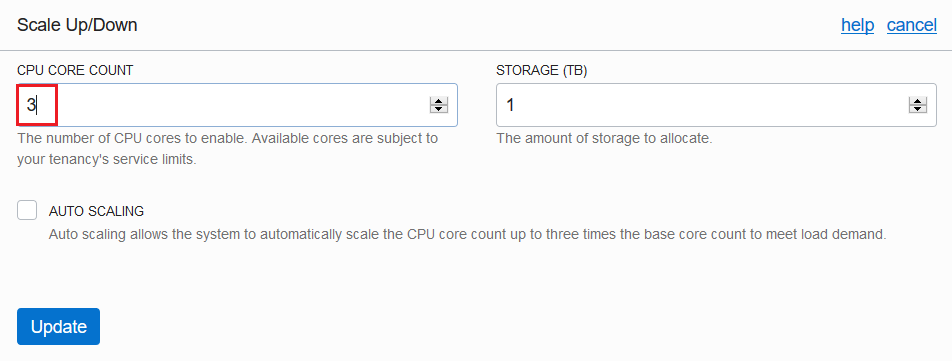 Scale Up/Down
help cancel
CPU CORE COUNT
3
The number of CPU cores to enable. Available cores are subject to
your tenancy's service limits.
STORAGE (TB)
1
The amount of storage to allocate.
AUTO SCALING
Auto scaling allows the system to automatically scale the CPU core count up to three times the base core count to meet load demand.
Update